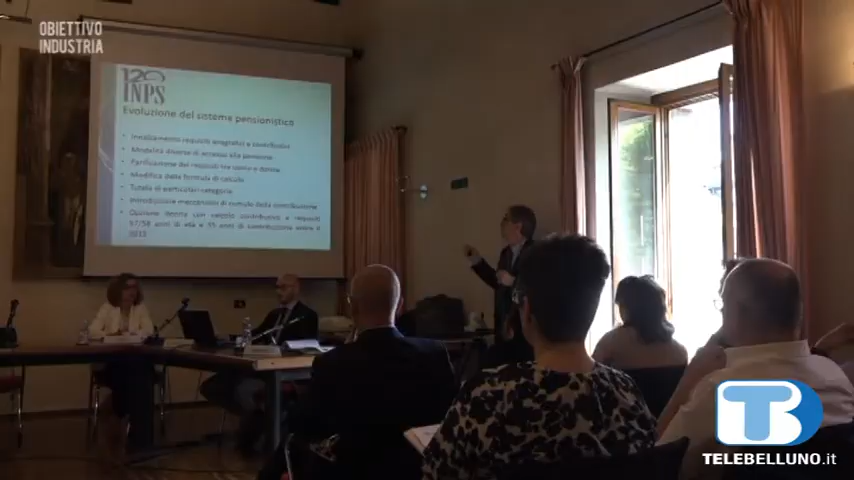 OBIETTIVO
INDUSTRIA
120
INPS
Evoluzione del sistema pensionistico
• Innalzamento requisiti anagrafici e contributivi
• Modalità diverse di accesso alla pensione
• Parificazione dei requisiti tra uomo e donna
• Modifica della formula di calcolo
• Tutela di particolari categorie
• Introduzione meccanismi di cumulo della contribuzione
• Opzione donna con calcolo contributivo e requisiti
57/58 anni di età e 35 anni di contribuzione entro il
TB
TELEBELLUNO.it